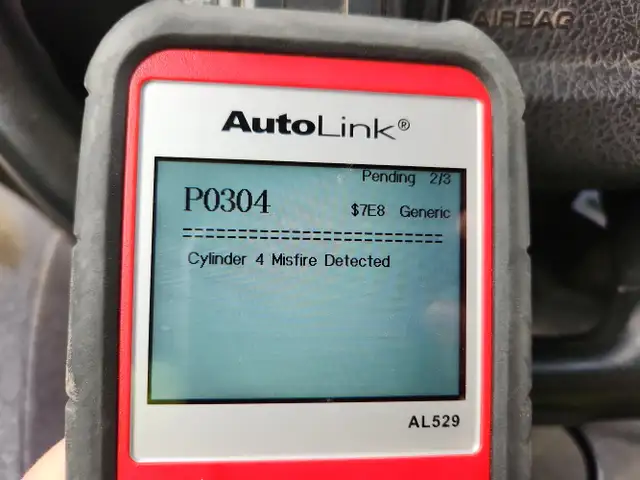 AIRBAG
AutoLink®
Pending 2/3
P0304 $7E8 Generic
==========================
Cylinder 4 Misfire Detected
AL529